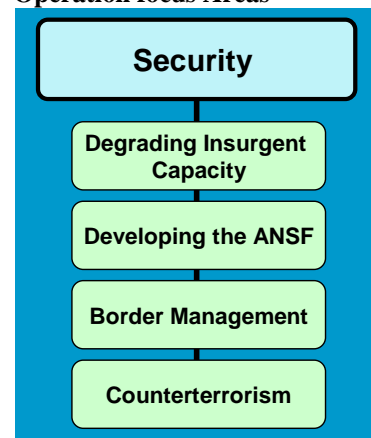 Operation focus Areas
Security
Degrading Insurgent
Capacity
Developing the ANSF
Border Management
Counterterrorism